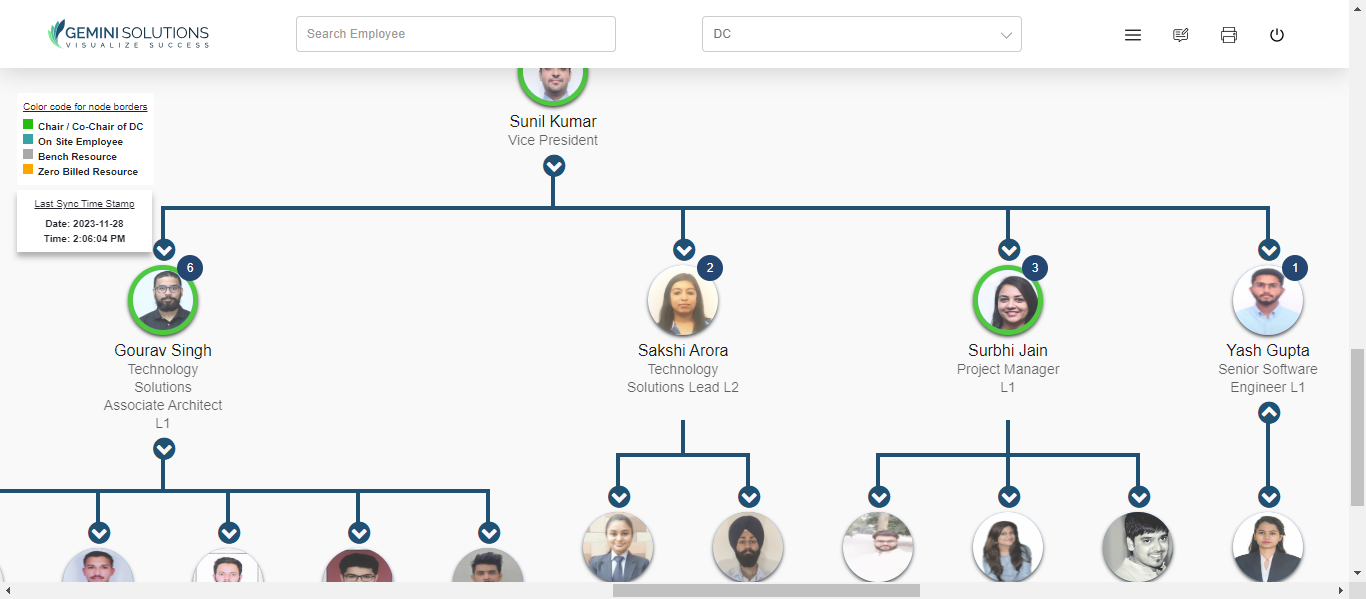 GEMINI SOLUTIONS
VISUALIZE SUCCESS
Search Employee
DC
Color code for node borders
Chair / Co-Chair of DC
On Site Employee
Bench Resource
Zero Billed Resource
Last Sync Time Stamp
Date: 2023-11-28
Time: 2:06:04 PM
Sunil Kumar
Vice President
6
Gourav Singh
Technology
Solutions
Associate Architect
L1
2
Sakshi Arora
Technology
Solutions Lead L2
3
Surbhi Jain
Project Manager
L1
1
Yash Gupta
Senior Software
Engineer L1